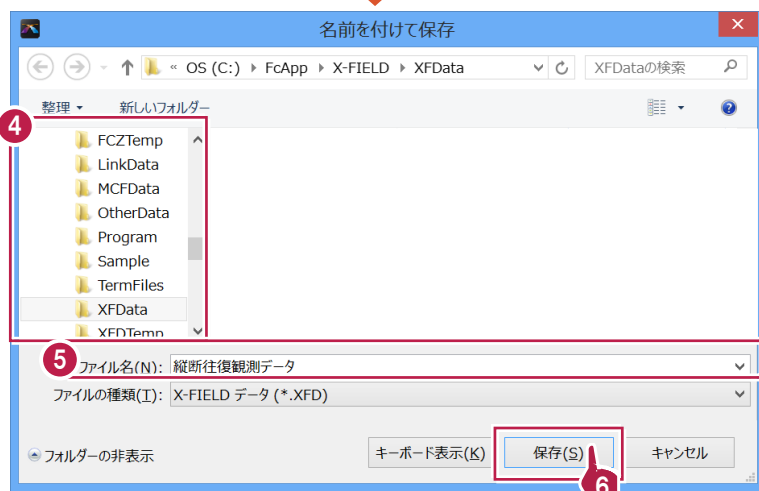 名前を付けて保存
« OS (C:) ▸ FcApp ▸ X-FIELD ▸ XFData
XFDataの検索
整理 新しいフォルダー
4
FCZTemp
LinkData
MCFData
OtherData
Program
Sample
TermFiles
XFData
XFDTemp
5
ファイル名(N): 縦断往復観測データ
ファイルの種類(T): X-FIELD データ (*.XFD)
フォルダーの非表示 キーボード表示(K) 保存(S) キャンセル
6